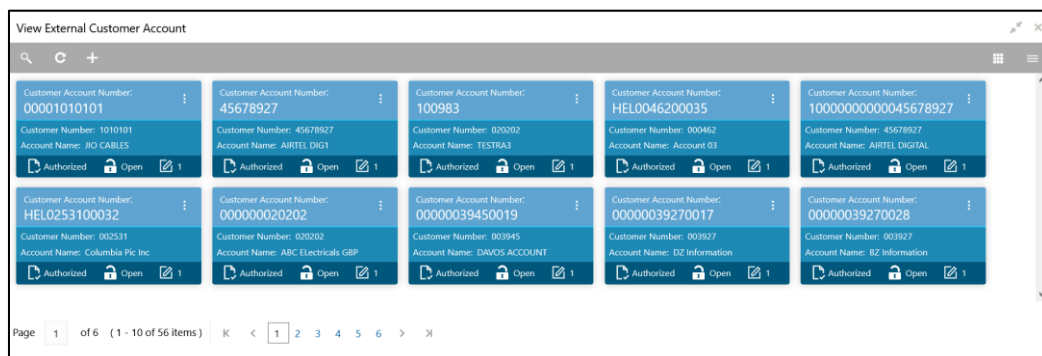 View External Customer Account
Customer Account Number:
00001010101
Customer Number: 1010101
Account Name: JIO CABLES
Authorized Open 1
Customer Account Number:
45678927
Customer Number: 45678927
Account Name: AIRTEL DIG1
Authorized Open 1
Customer Account Number:
100983
Customer Number: 020202
Account Name: TESTRA3
Authorized Open 1
Customer Account Number:
HEL0046200035
Customer Number: 000462
Account Name: Account 03
Authorized Open 1
Customer Account Number:
10000000000045678927
Customer Number: 45678927
Account Name: AIRTEL DIGITAL
Authorized Open 1
Customer Account Number:
HEL0253100032
Customer Number: 002531
Account Name: Columbia Pic Inc
Authorized Open 1
Customer Account Number:
000000020202
Customer Number: 020202
Account Name: ABC ELectricals GBP
Authorized Open 1
Customer Account Number:
00000039450019
Customer Number: 003945
Account Name: DAVOS ACCOUNT
Authorized Open 1
Customer Account Number:
00000039270017
Customer Number: 003927
Account Name: DZ Information
Authorized Open 1
Customer Account Number:
00000039270028
Customer Number: 003927
Account Name: BZ Information
Authorized Open 1
Page 1 of 6 (1 - 10 of 56 items) 1 2 3 4 5 6